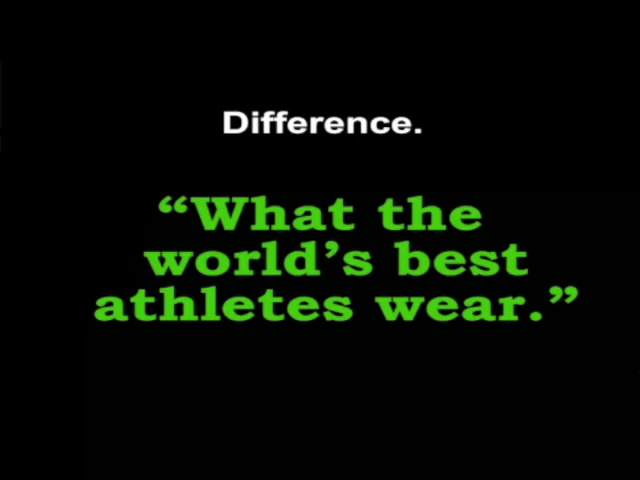 Difference.
“What the
world’s best
athletes wear.”